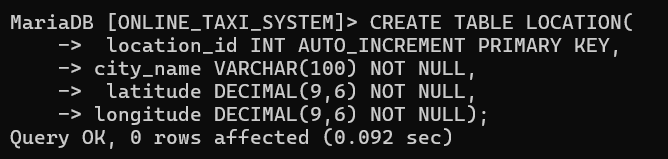 MariaDB [ONLINE_TAXI_SYSTEM]> CREATE TABLE LOCATION(
    ->  location_id INT AUTO_INCREMENT PRIMARY KEY,
    -> city_name VARCHAR(100) NOT NULL,
    ->  latitude DECIMAL(9,6) NOT NULL,
    -> longitude DECIMAL(9,6) NOT NULL);
Query OK, 0 rows affected (0.092 sec)